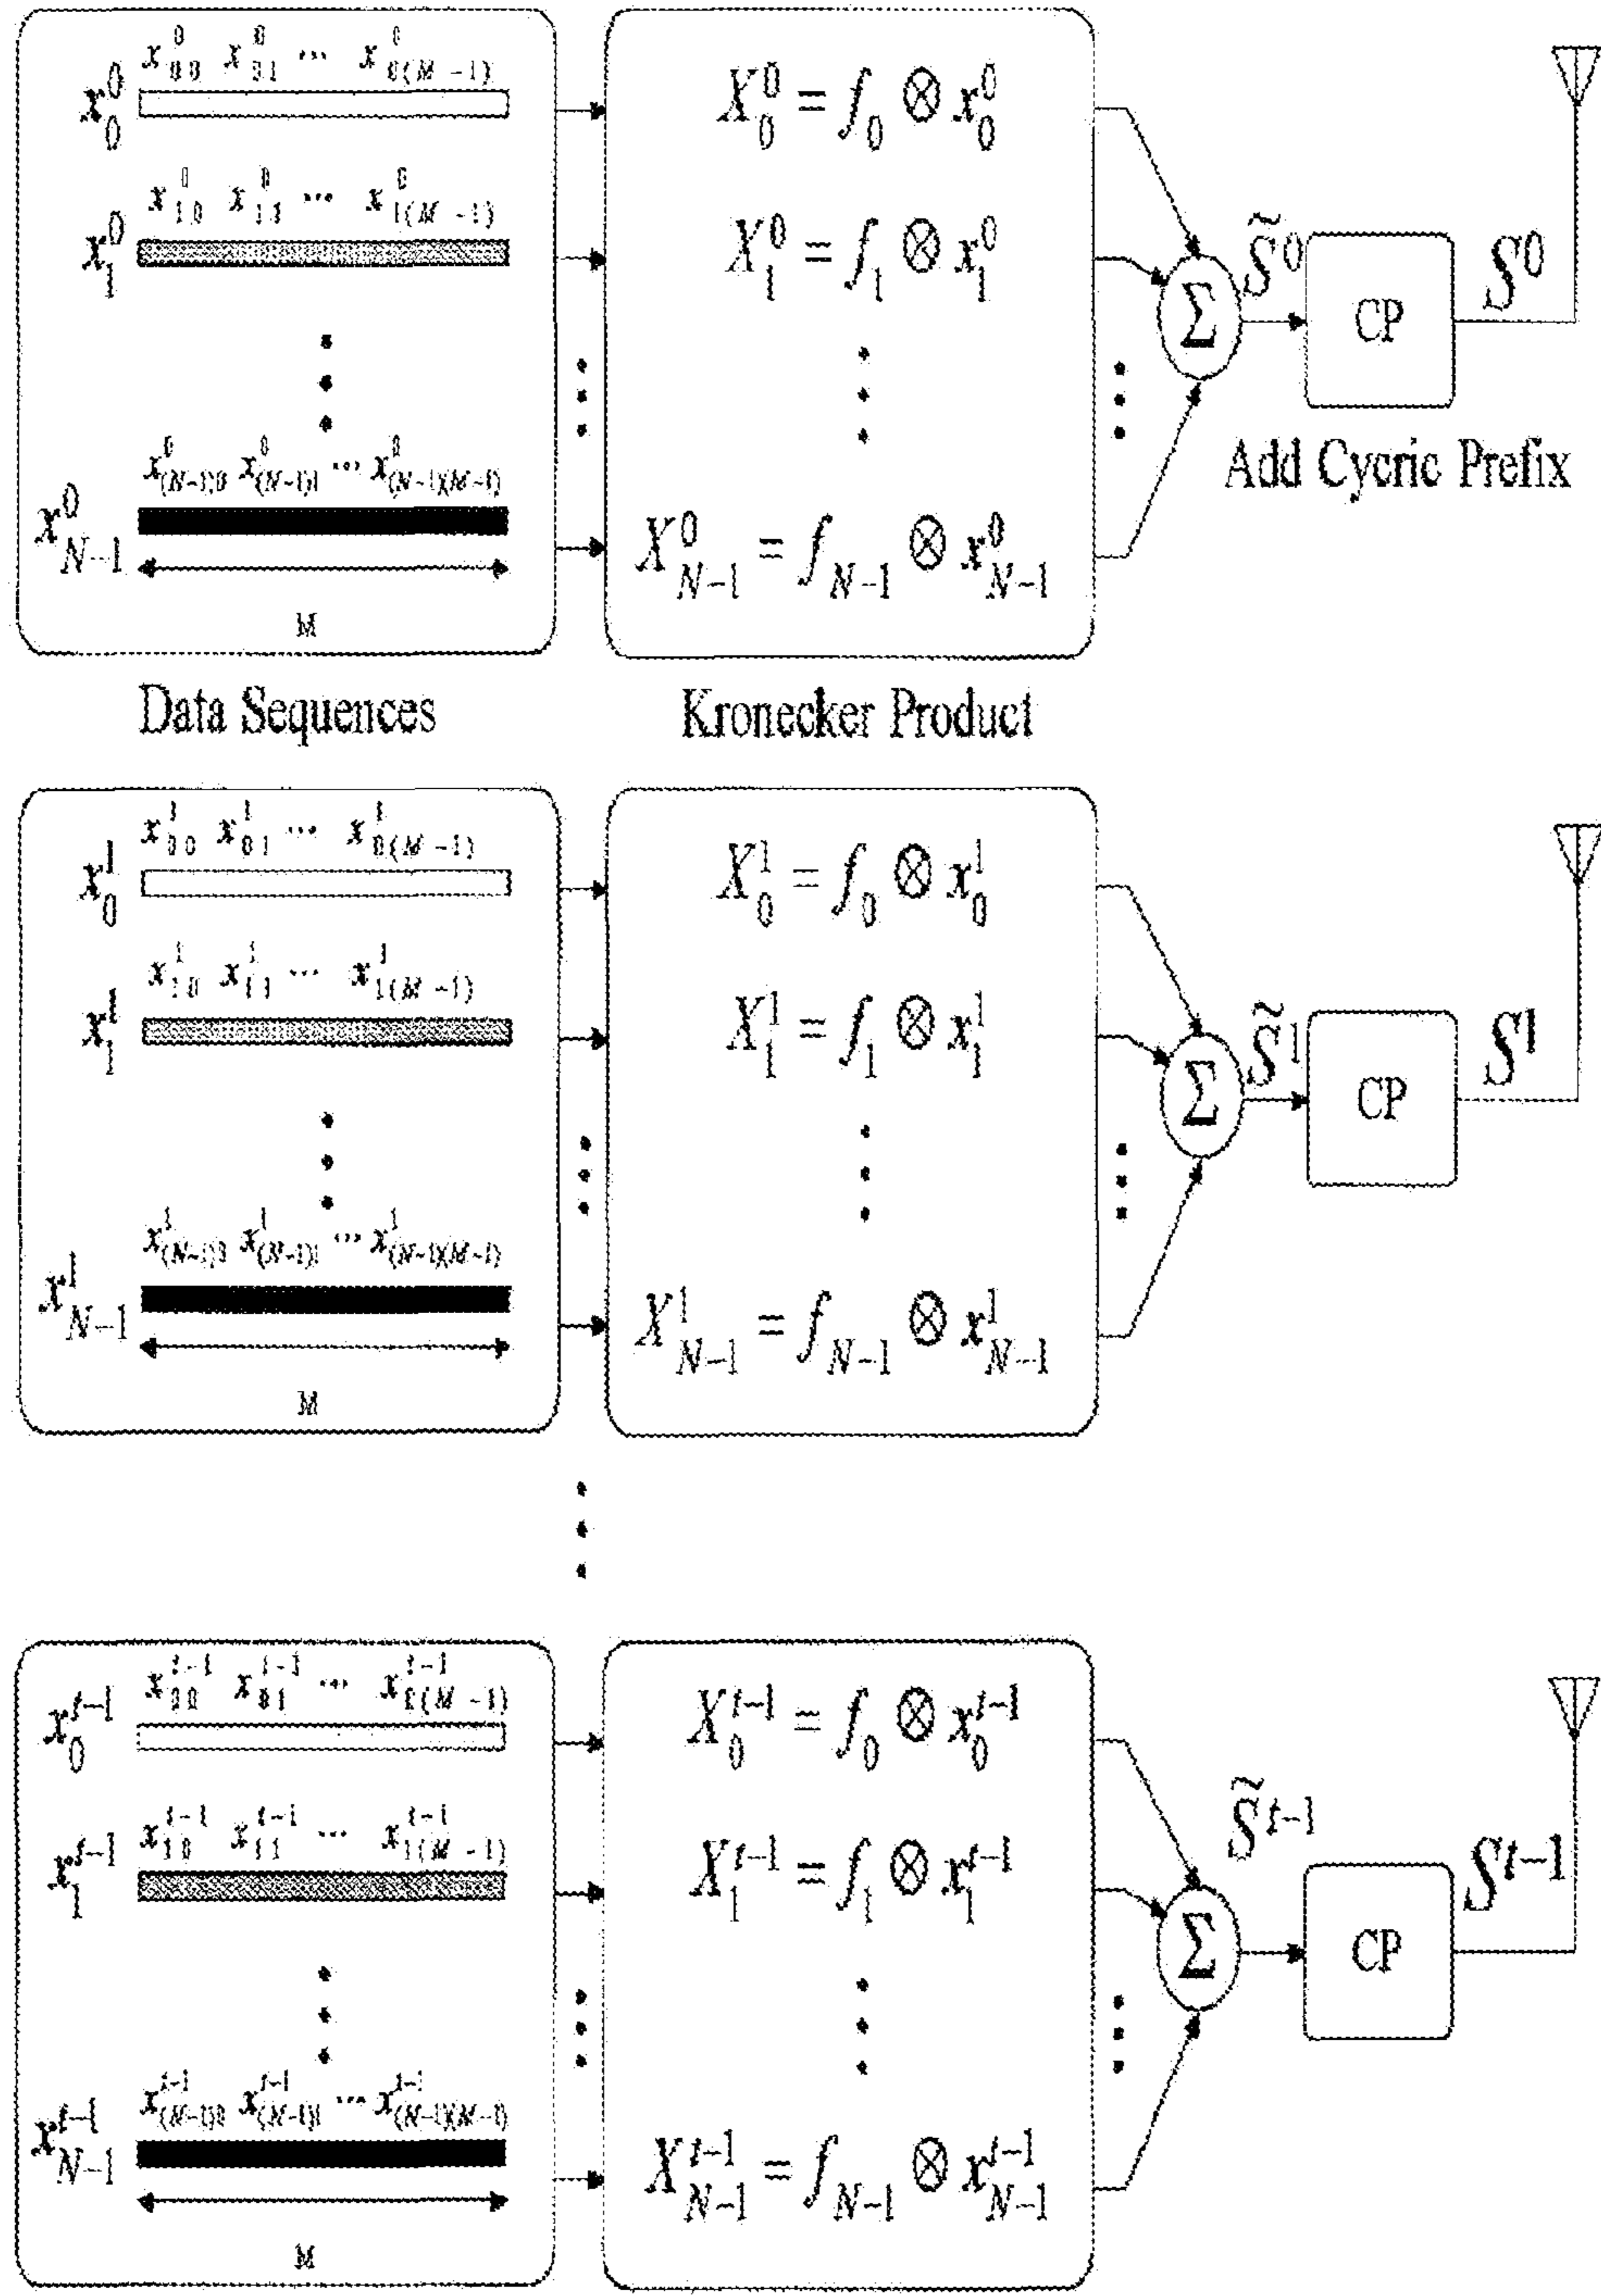 x_{00}^0 x_{01}^0 ... x_{0(M-1)}^0
x_0^0
X_0^0 = f_0 ⊗ x_0^0
x_{10}^0 x_{11}^0 ... x_{1(M-1)}^0
x_1^0
X_1^0 = f_1 ⊗ x_1^0
Σ
S̃^0
CP
S^0
Add Cycric Prefix
x_{(N-1)0}^0 x_{(N-1)1}^0 ... x_{(N-1)(M-1)}^0
x_{N-1}^0
X_{N-1}^0 = f_{N-1} ⊗ x_{N-1}^0
M
Data Sequences
Kronecker Product
x_{00}^1 x_{01}^1 ... x_{0(M-1)}^1
x_0^1
X_0^1 = f_0 ⊗ x_0^1
x_{10}^1 x_{11}^1 ... x_{1(M-1)}^1
x_1^1
X_1^1 = f_1 ⊗ x_1^1
Σ
S̃^1
CP
S^1
x_{(N-1)0}^1 x_{(N-1)1}^1 ... x_{(N-1)(M-1)}^1
x_{N-1}^1
X_{N-1}^1 = f_{N-1} ⊗ x_{N-1}^1
M
x_{00}^{t-1} x_{01}^{t-1} ... x_{0(M-1)}^{t-1}
x_0^{t-1}
X_0^{t-1} = f_0 ⊗ x_0^{t-1}
x_{10}^{t-1} x_{11}^{t-1} ... x_{1(M-1)}^{t-1}
x_1^{t-1}
X_1^{t-1} = f_1 ⊗ x_1^{t-1}
Σ
S̃^{t-1}
CP
S^{t-1}
x_{(N-1)0}^{t-1} x_{(N-1)1}^{t-1} ... x_{(N-1)(M-1)}^{t-1}
x_{N-1}^{t-1}
X_{N-1}^{t-1} = f_{N-1} ⊗ x_{N-1}^{t-1}
M